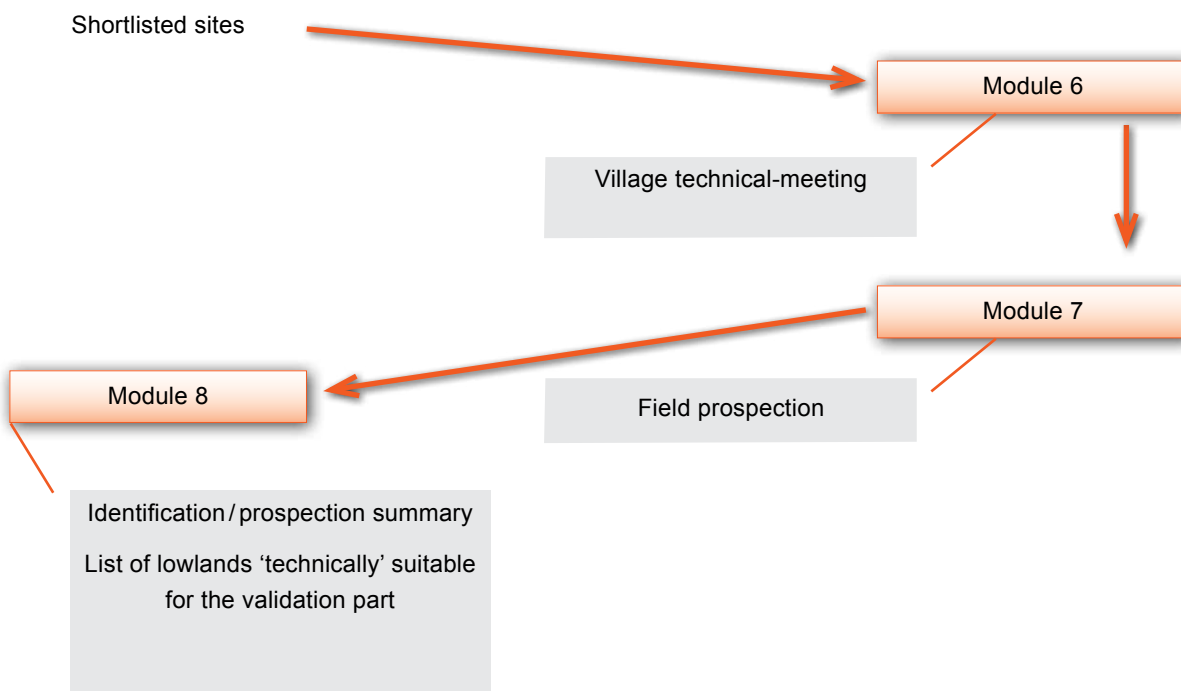 Shortlisted sites
Module 6
Village technical-meeting
Module 7
Field prospection
Module 8
Identification / prospection summary
List of lowlands ‘technically’ suitable
for the validation part